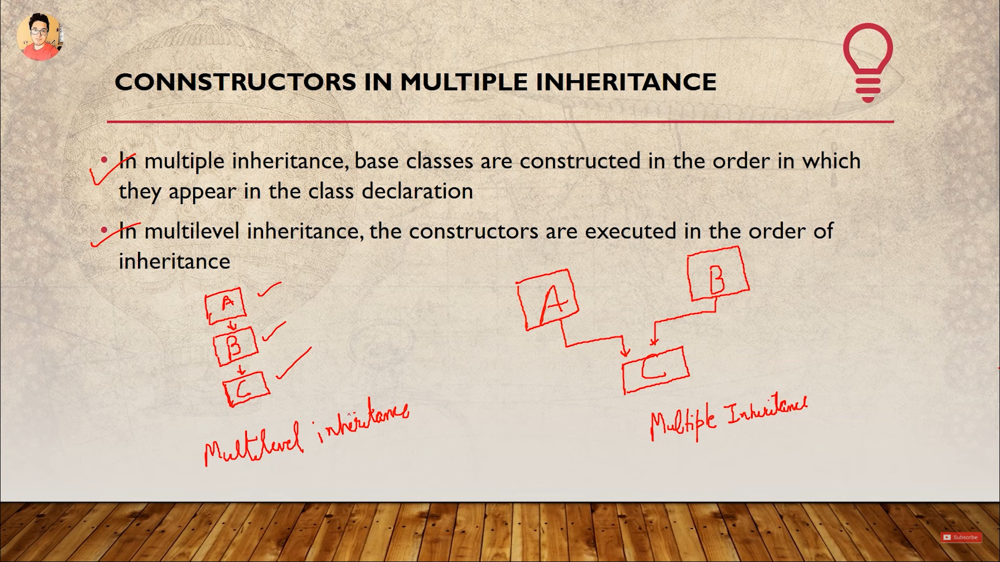 CONNSTRUCTORS IN MULTIPLE INHERITANCE
• In multiple inheritance, base classes are constructed in the order in which
they appear in the class declaration
• In multilevel inheritance, the constructors are executed in the order of
inheritance
A
B
C
Multilevel inheritance
A
B
C
Multiple Inheritance
Subscribe